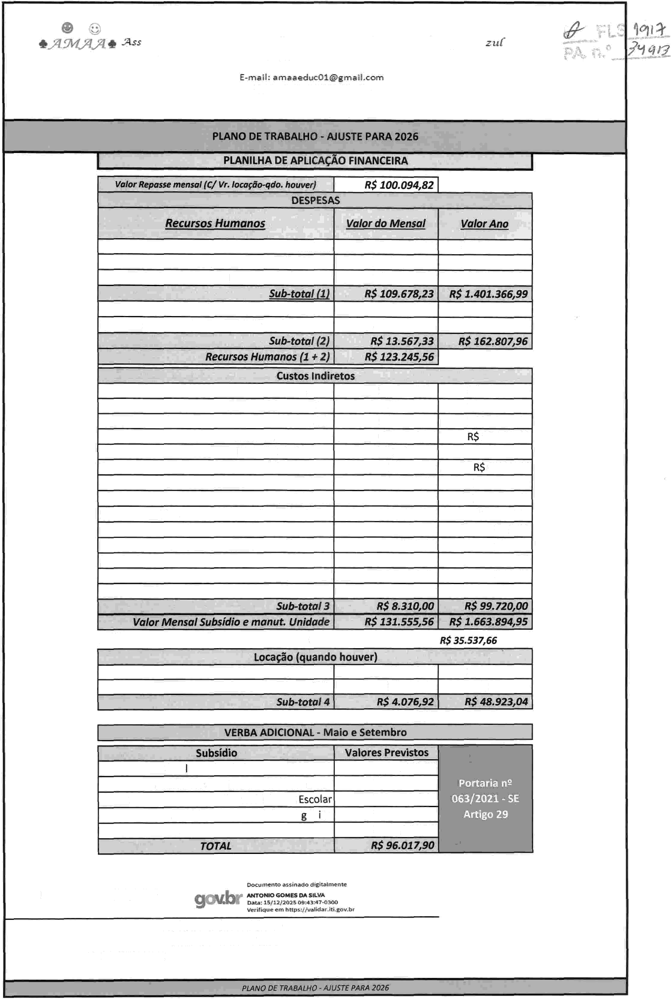 ♣AMAA♣ Ass zul
FLS 1917
PA. n.º 34913
E-mail: amaaeduc01@gmail.com
PLANO DE TRABALHO - AJUSTE PARA 2026
PLANILHA DE APLICAÇÃO FINANCEIRA
Valor Repasse mensal (C/ Vr. locação-qdo. houver) R$ 100.094,82
DESPESAS
Recursos Humanos Valor do Mensal Valor Ano
Sub-total (1) R$ 109.678,23 R$ 1.401.366,99
Sub-total (2) R$ 13.567,33 R$ 162.807,96
Recursos Humanos (1 + 2) R$ 123.245,56
Custos Indiretos
R$
R$
Sub-total 3 R$ 8.310,00 R$ 99.720,00
Valor Mensal Subsídio e manut. Unidade R$ 131.555,56 R$ 1.663.894,95
R$ 35.537,66
Locação (quando houver)
Sub-total 4 R$ 4.076,92 R$ 48.923,04
VERBA ADICIONAL - Maio e Setembro
Subsídio Valores Previstos
l
Portaria nº
Escolar 063/2021 - SE
g i Artigo 29
TOTAL R$ 96.017,90
Documento assinado digitalmente
gov.br ANTONIO GOMES DA SILVA
Data: 15/12/2025 09:43:47-0300
Verifique em https://validar.iti.gov.br
PLANO DE TRABALHO - AJUSTE PARA 2026